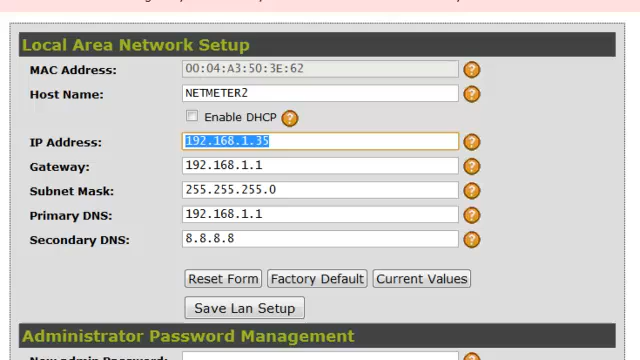 Local Area Network Setup
MAC Address: 00:04:A3:50:3E:62 ?
Host Name: NETMETER2 ?
Enable DHCP ?
IP Address: 192.168.1.35 ?
Gateway: 192.168.1.1 ?
Subnet Mask: 255.255.255.0 ?
Primary DNS: 192.168.1.1 ?
Secondary DNS: 8.8.8.8 ?
Reset Form Factory Default Current Values
Save Lan Setup
Administrator Password Management
New admin Password: